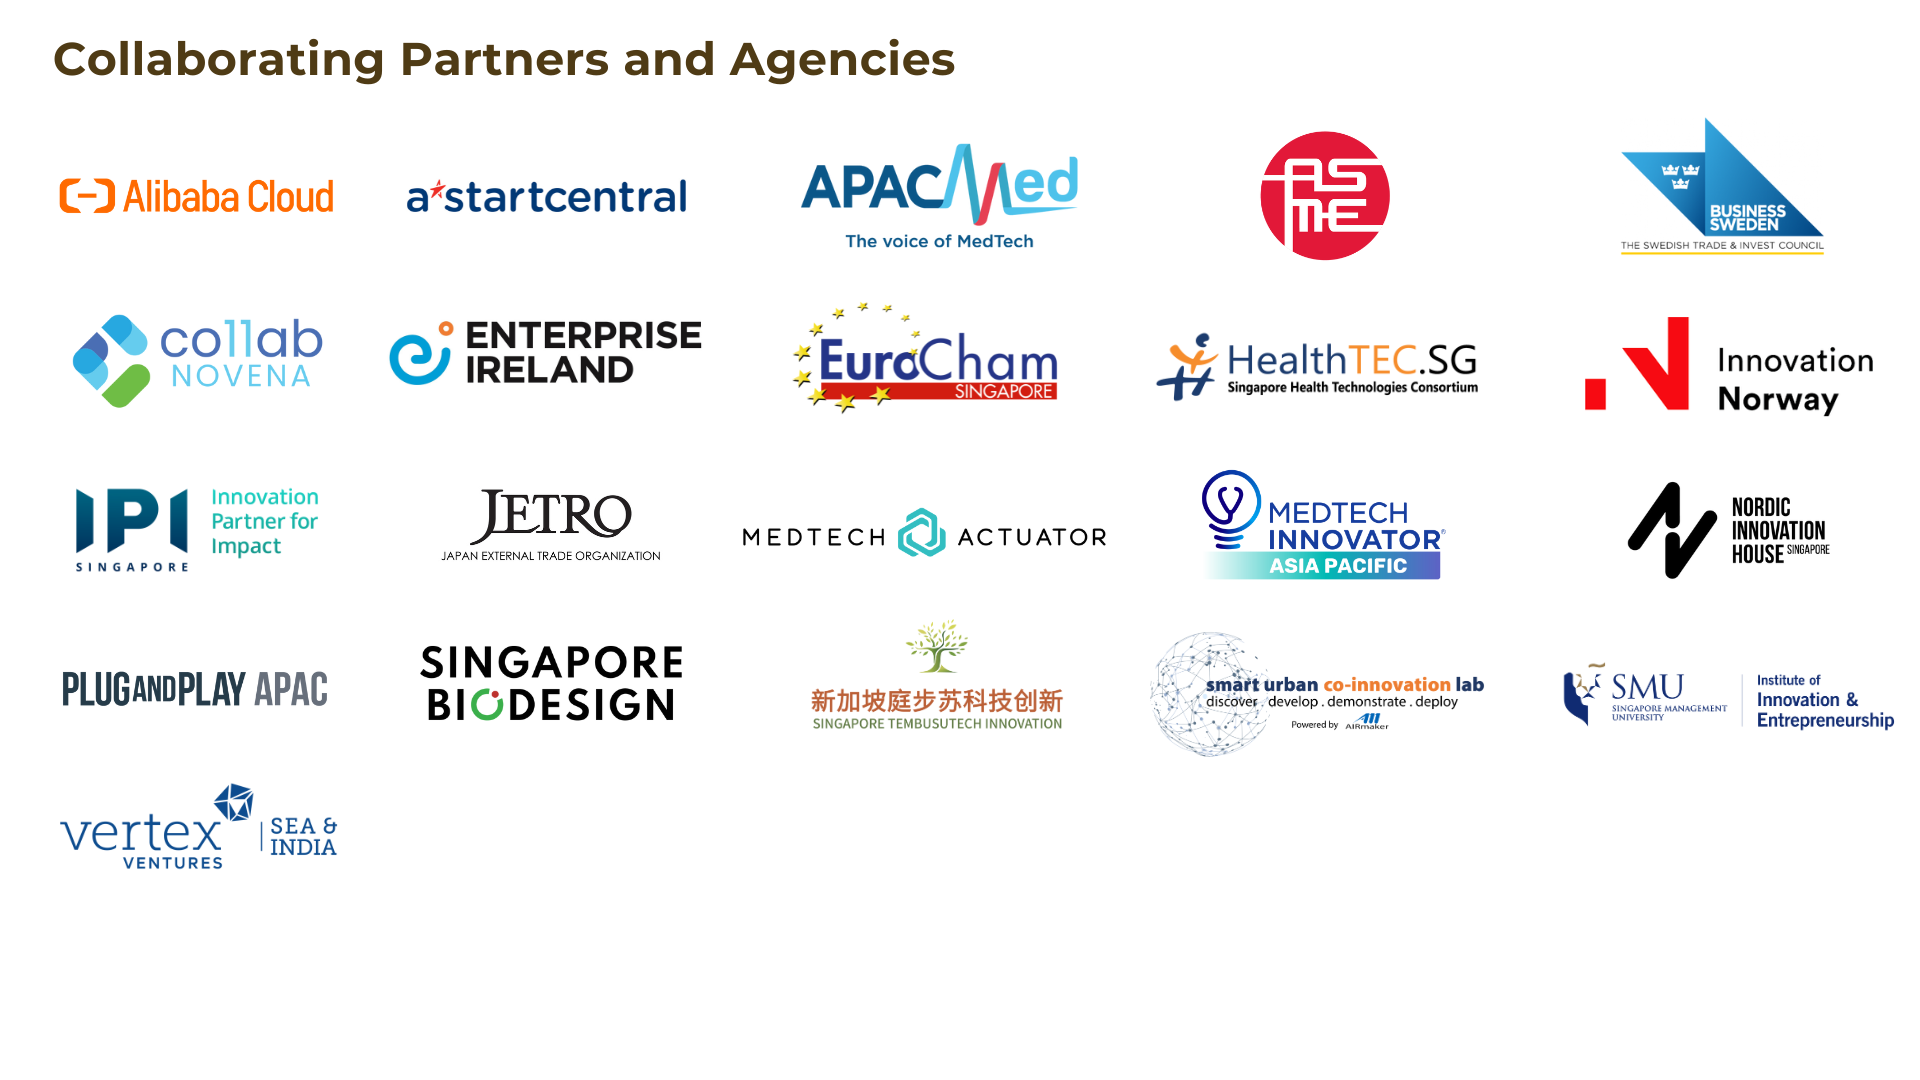 Collaborating Partners and Agencies
Alibaba Cloud
a*startcentral
APACMed
The voice of MedTech
AS
ME
BUSINESS
SWEDEN
THE SWEDISH TRADE & INVEST COUNCIL
collab
NOVENA
ENTERPRISE
IRELAND
EuroCham
SINGAPORE
HealthTEC.SG
Singapore Health Technologies Consortium
Innovation
Norway
IPI
SINGAPORE
Innovation
Partner for
Impact
JETRO
JAPAN EXTERNAL TRADE ORGANIZATION
MEDTECH ACTUATOR
MEDTECH
INNOVATOR®
ASIA PACIFIC
NORDIC
INNOVATION
HOUSE SINGAPORE
PLUGANDPLAY APAC
SINGAPORE
BIODESIGN
新加坡庭步苏科技创新
SINGAPORE TEMBUSUTECH INNOVATION
smart urban co-innovation lab
discover . develop . demonstrate . deploy
Powered by AIRmaker
SMU
SINGAPORE MANAGEMENT
UNIVERSITY
Institute of
Innovation &
Entrepreneurship
vertex
VENTURES
SEA &
INDIA